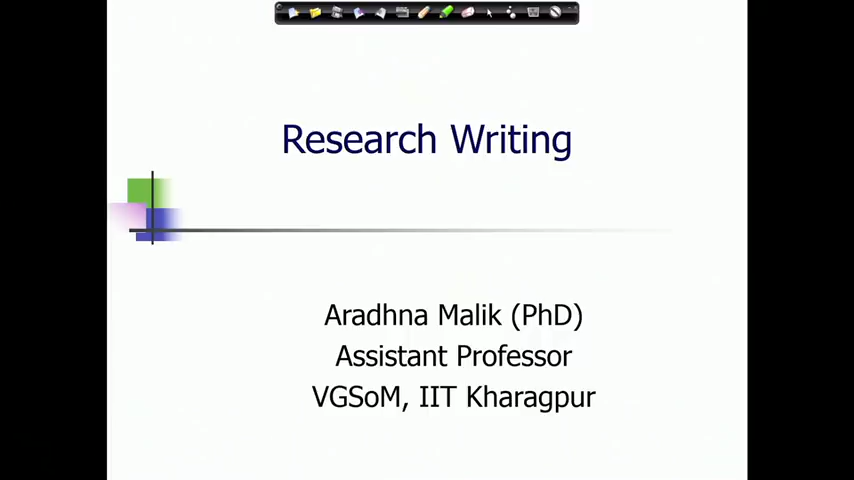 Research Writing
Aradhna Malik (PhD)
Assistant Professor
VGSoM, IIT Kharagpur